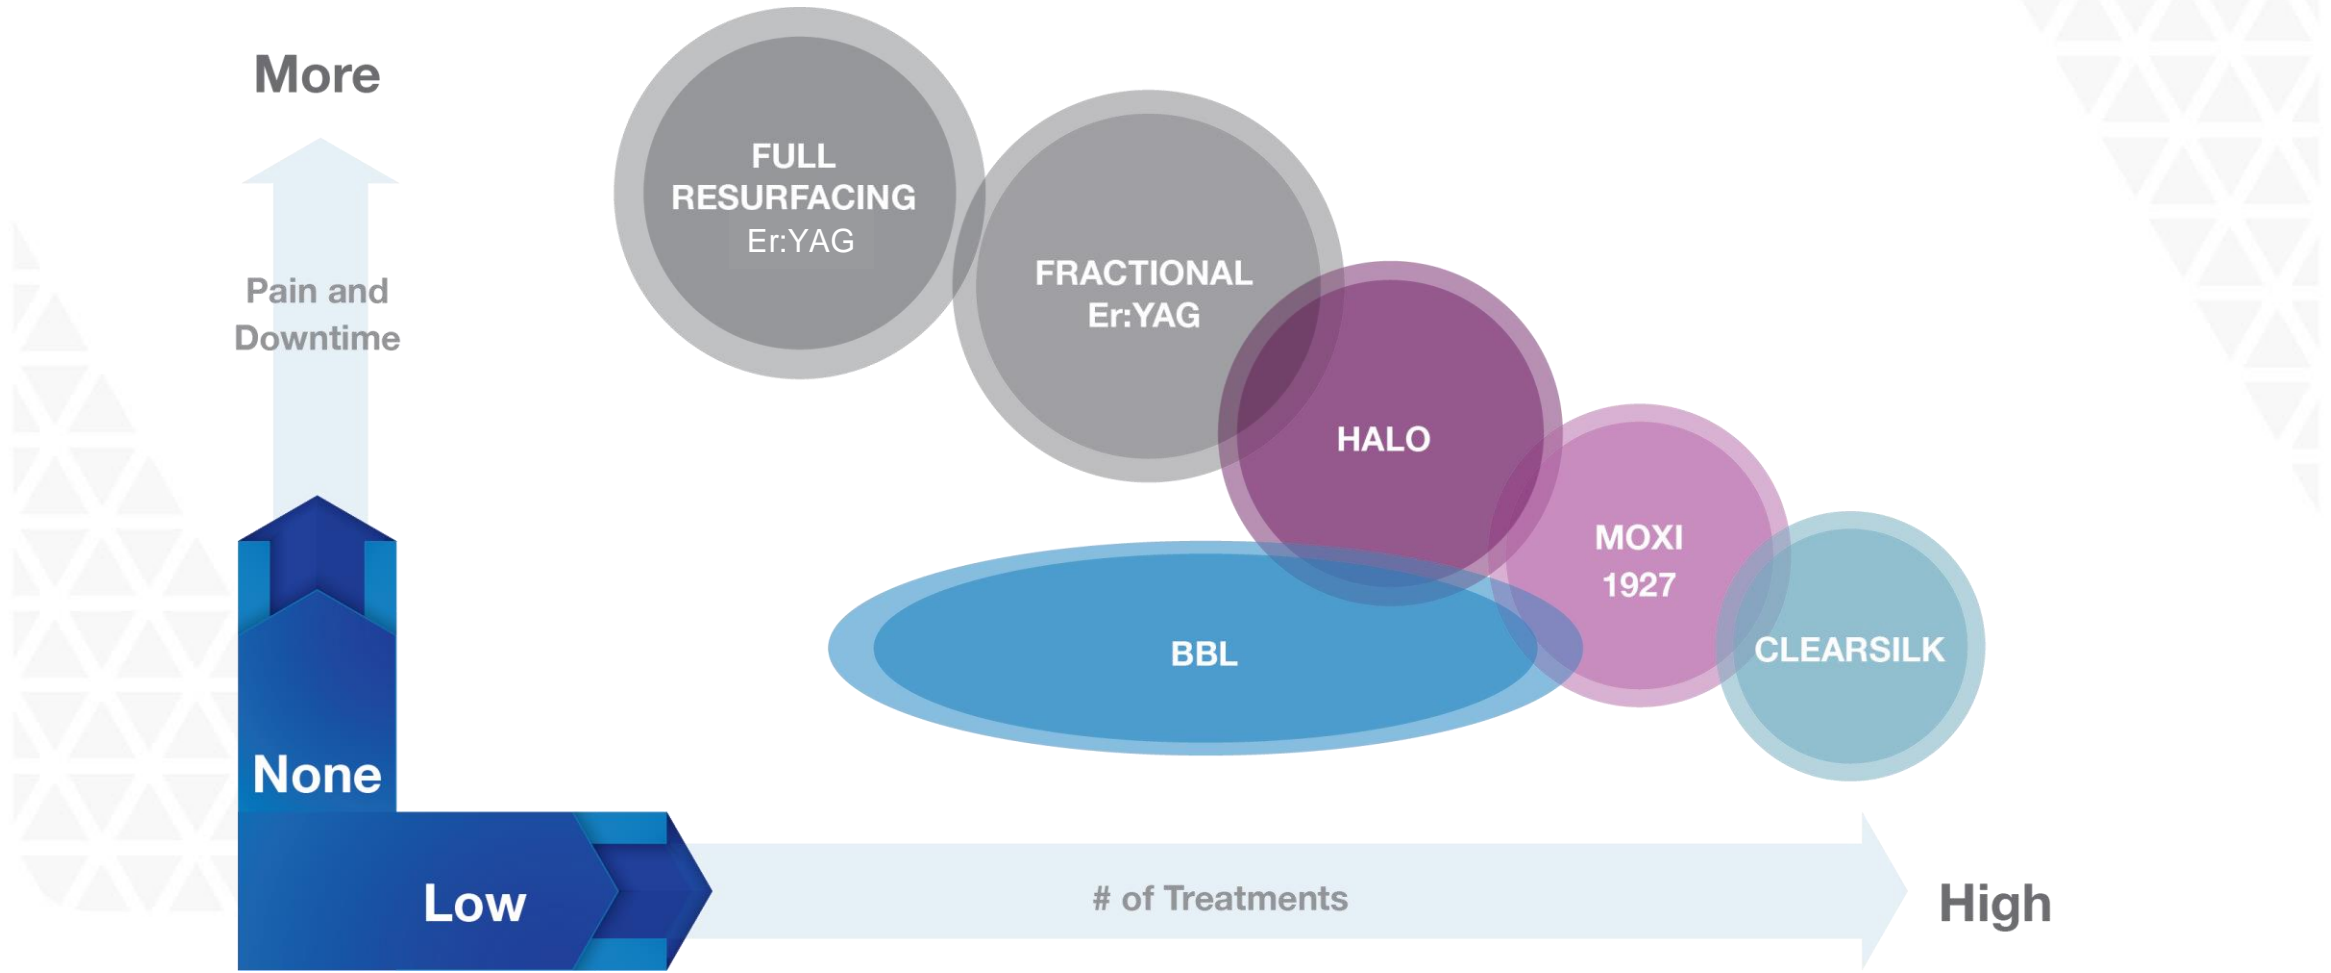 More
Pain and
Downtime
None
Low
# of Treatments
High
FULL
RESURFACING
Er:YAG
FRACTIONAL
Er:YAG
HALO
MOXI
1927
CLEARSILK
BBL